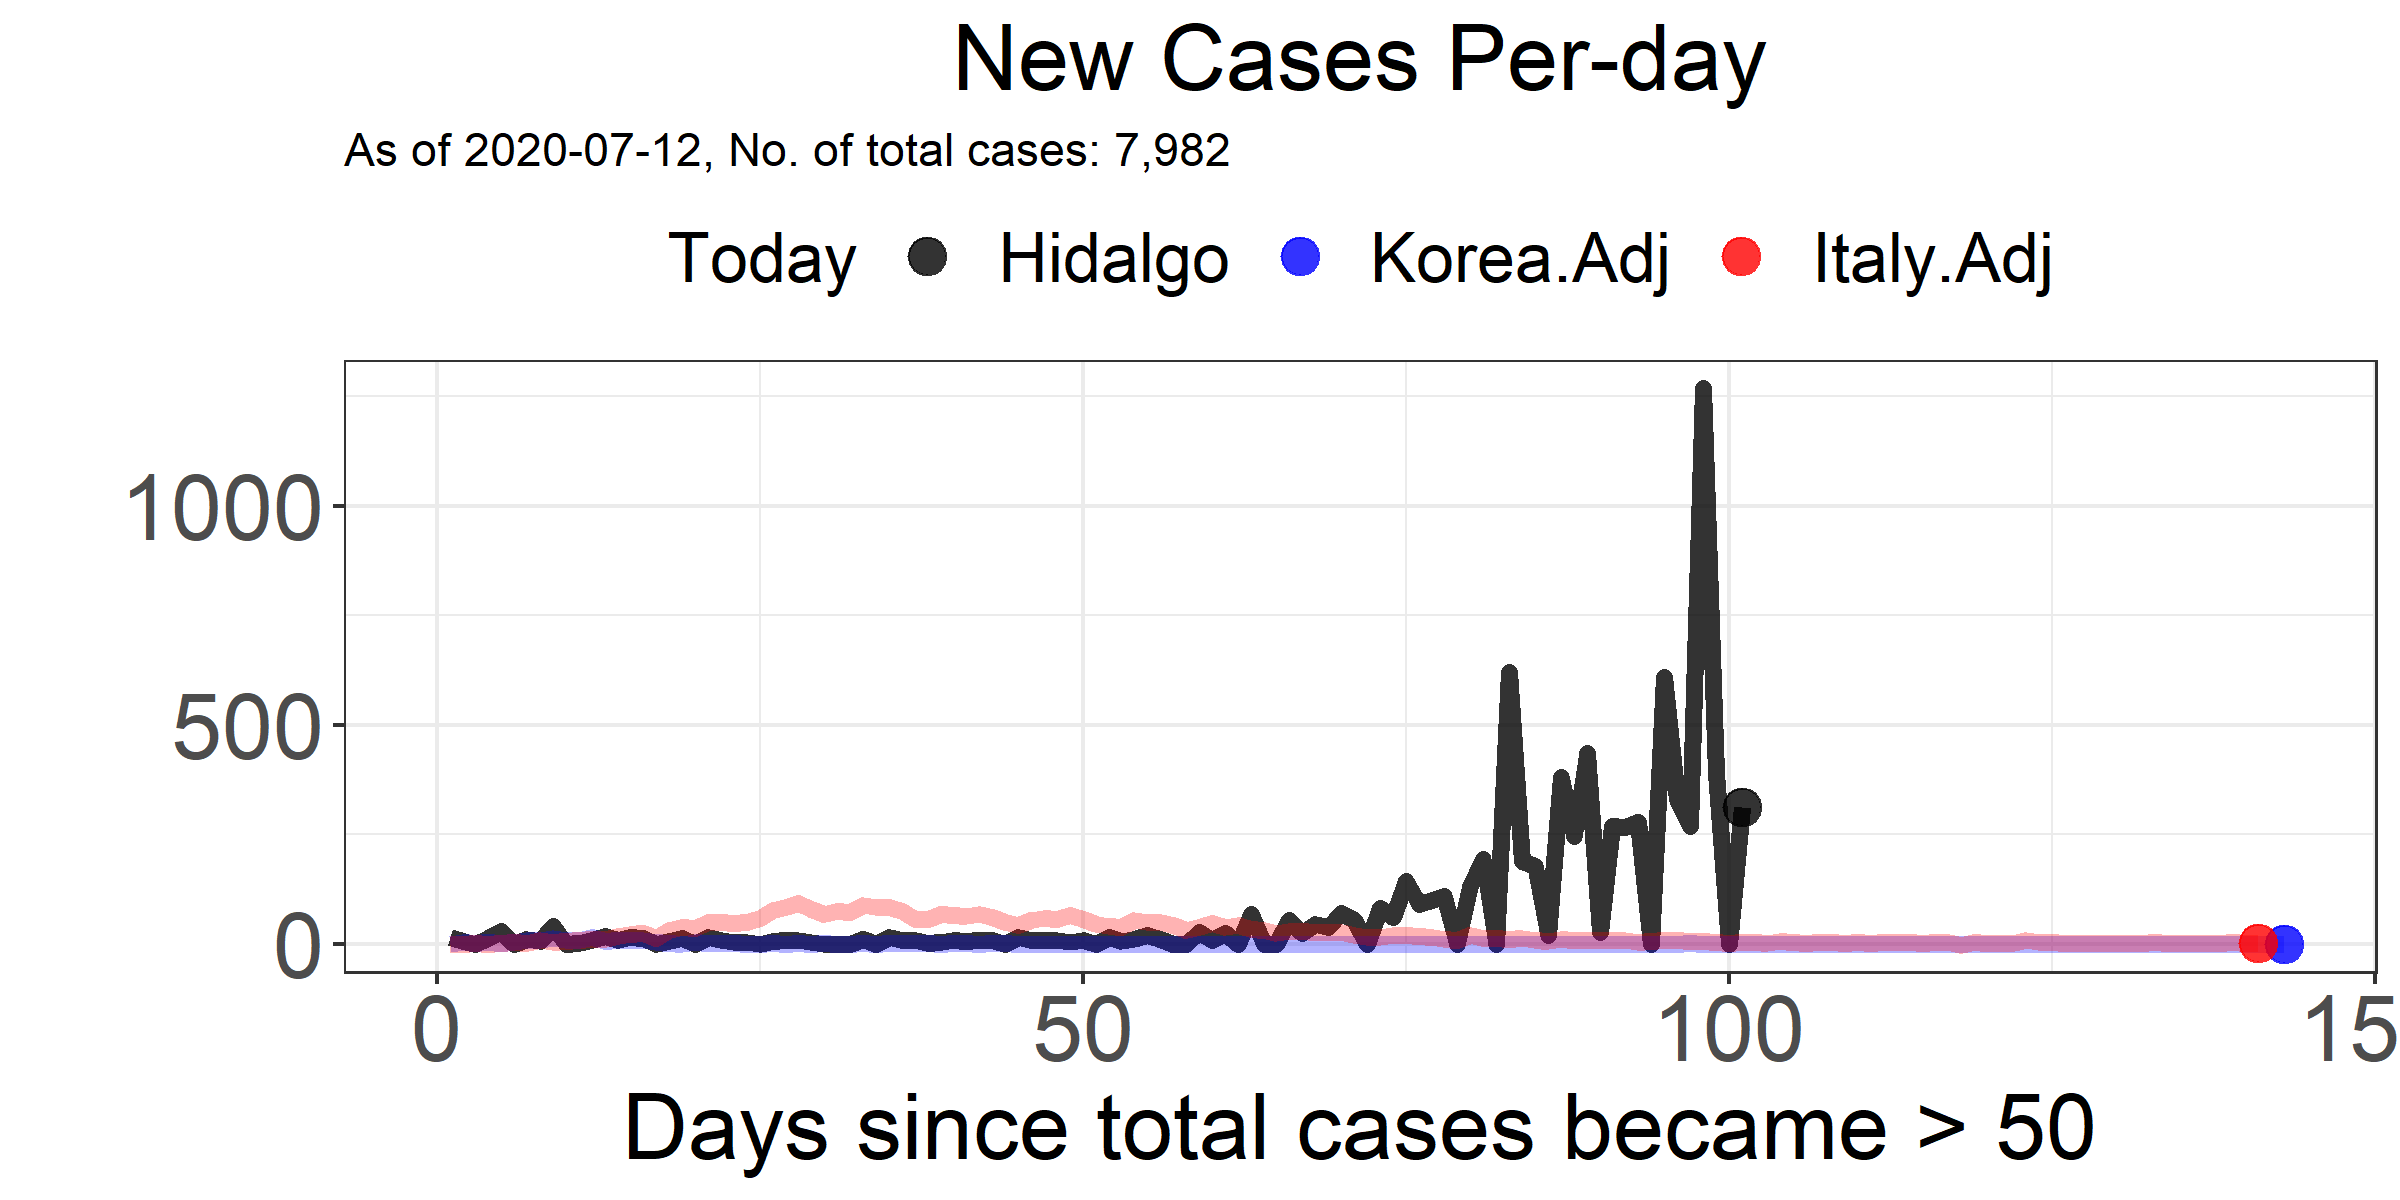 New Cases Per-day
As of 2020-07-12, No. of total cases: 7,982
Today Hidalgo Korea.Adj Italy.Adj
1000
500
0
0 50 100 15
Days since total cases became > 50